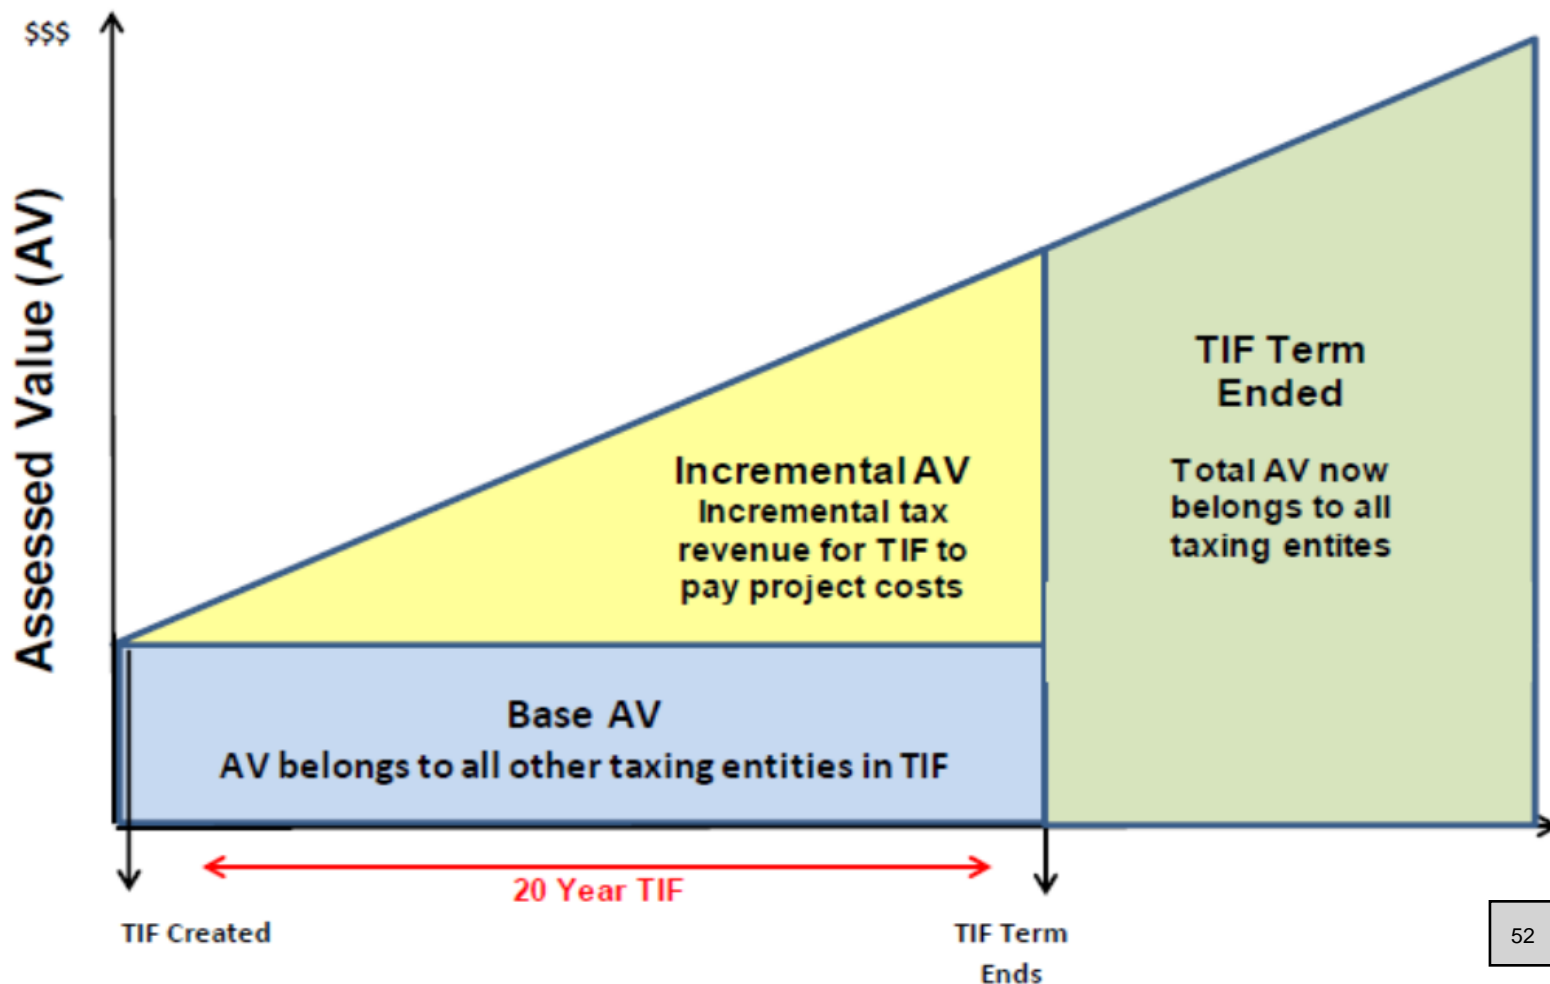 $$$
Assessed Value (AV)
TIF Term
Ended
Total AV now
belongs to all
taxing entites
Incremental AV
Incremental tax
revenue for TIF to
pay project costs
Base AV
AV belongs to all other taxing entities in TIF
20 Year TIF
TIF Created
TIF Term
Ends
52